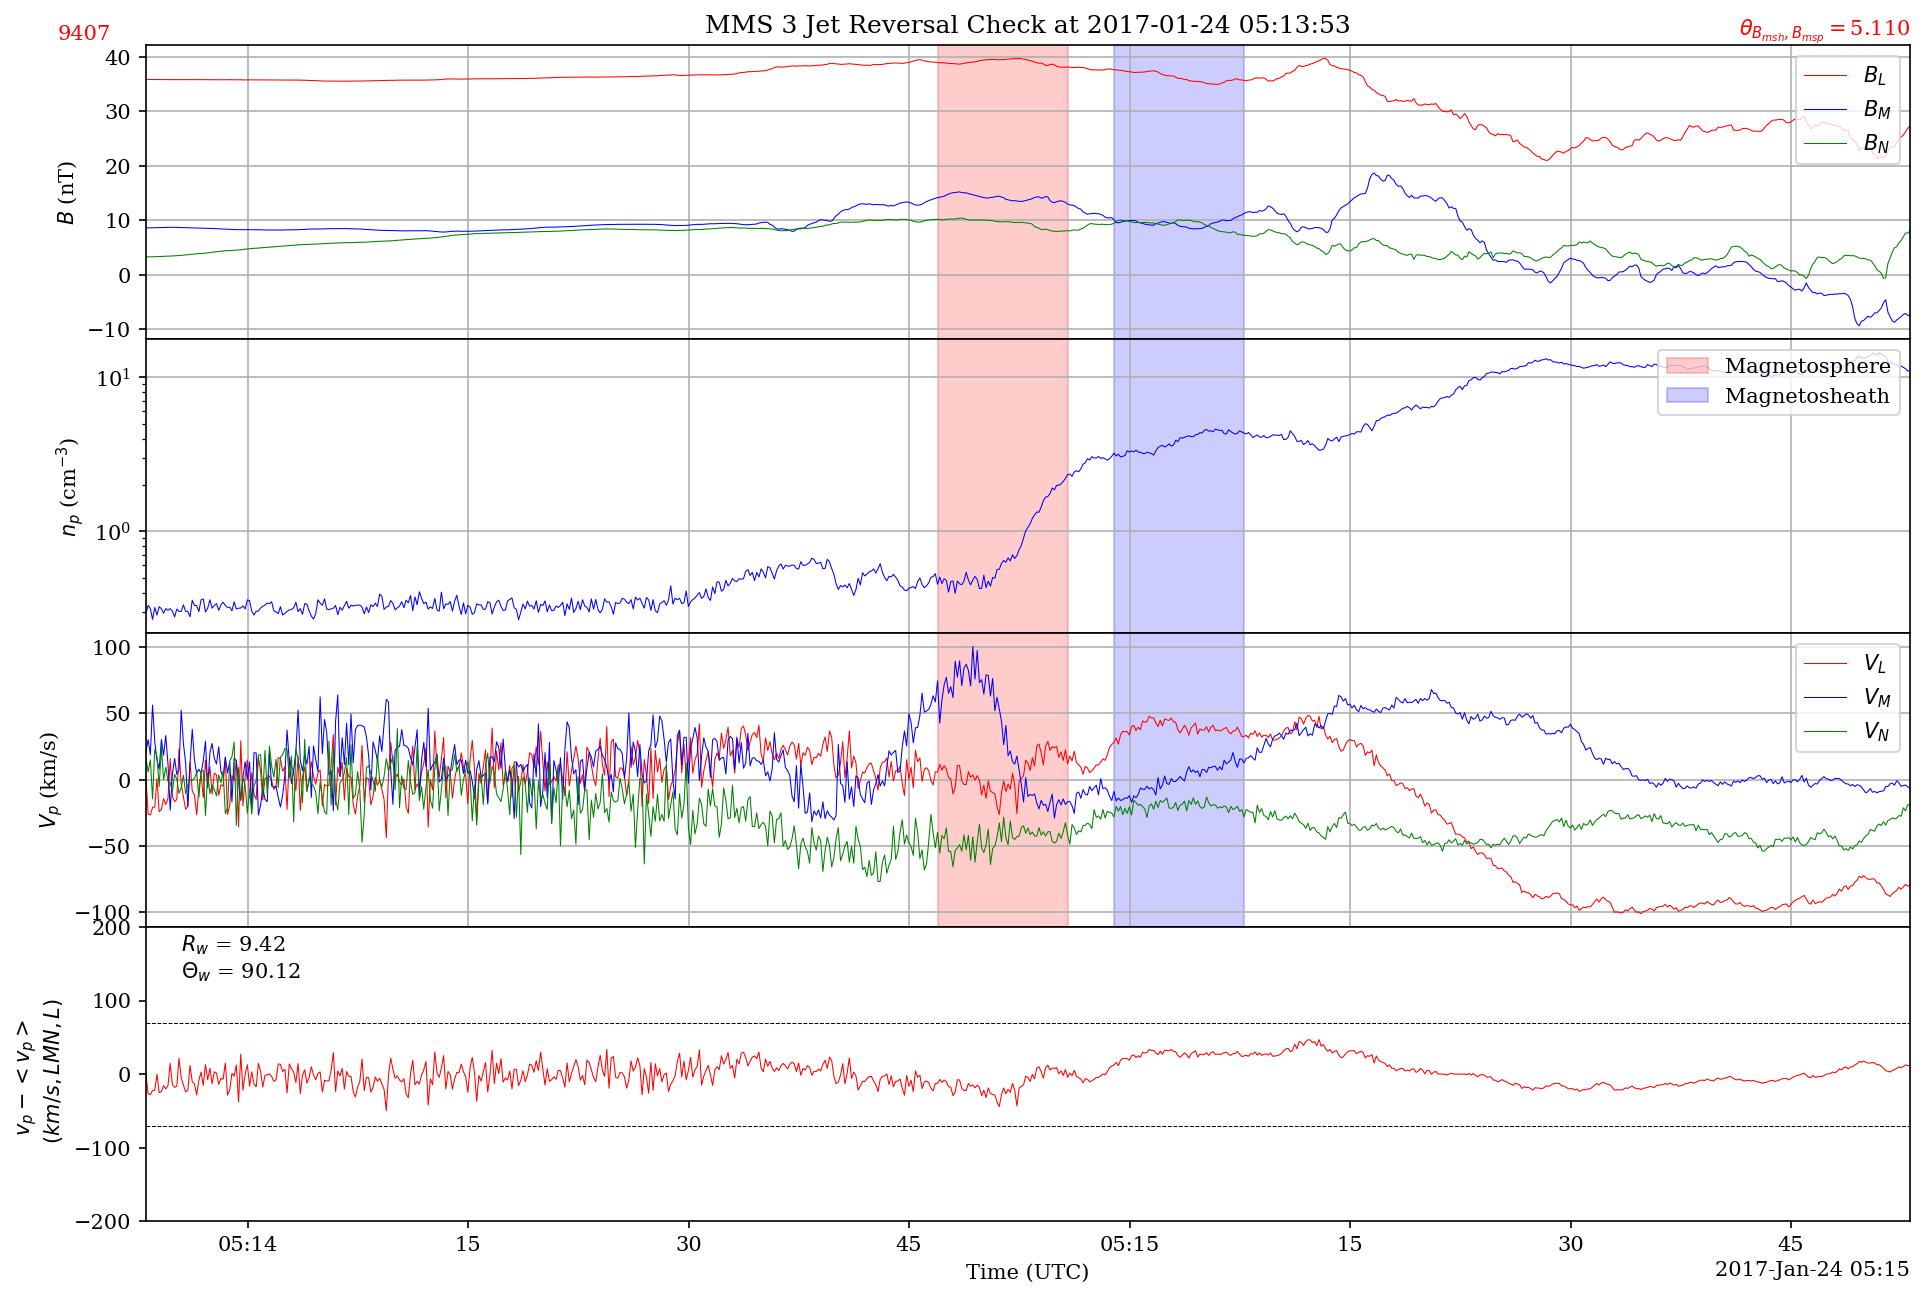 MMS 3 Jet Reversal Check at 2017-01-24 05:13:53
9407
θ_{B_{msh}, B_{msp}} = 5.110
40
30
20
10
0
−10
B (nT)
B_L
B_M
B_N
10^1
10^0
n_p (cm^{−3})
Magnetosphere
Magnetosheath
100
50
0
−50
−100
V_p (km/s)
V_L
V_M
V_N
200
100
0
−100
−200
v_p − < v_p >
(km/s, LMN, L)
R_w = 9.42
Θ_w = 90.12
05:14 15 30 45 05:15 15 30 45
Time (UTC)
2017-Jan-24 05:15